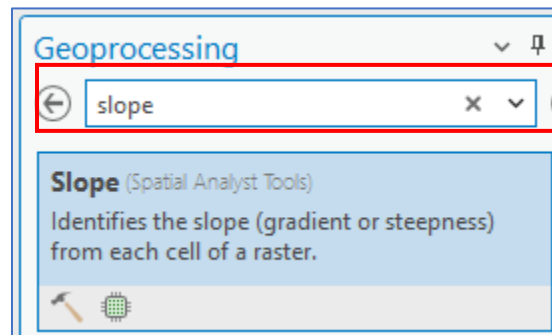 Geoprocessing
slope
Slope (Spatial Analyst Tools)
Identifies the slope (gradient or steepness)
from each cell of a raster.